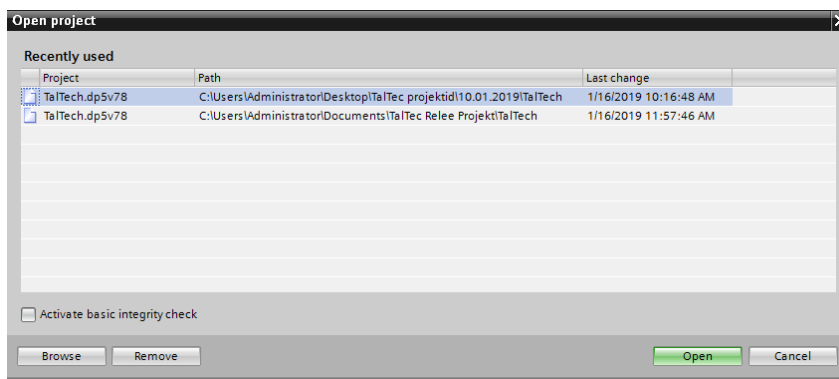 Open project
Recently used
Project Path Last change
TalTech.dp5v78 C:\Users\Administrator\Desktop\TalTec projektid\10.01.2019\TalTech 1/16/2019 10:16:48 AM
TalTech.dp5v78 C:\Users\Administrator\Documents\TalTec Relee Projekt\TalTech 1/16/2019 11:57:46 AM
Activate basic integrity check
Browse Remove Open Cancel